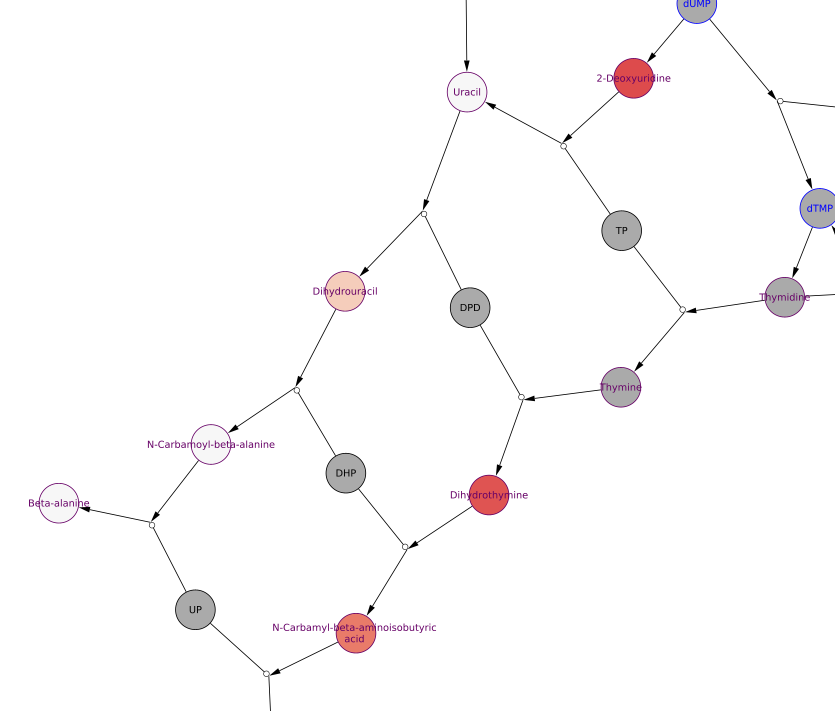 dUMP
2-Deoxyuridine
Uracil
dTMP
TP
Dihydrouracil
Thymidine
DPD
Thymine
N-Carbamoyl-beta-alanine
DHP
Dihydrothymine
Beta-alanine
UP
N-Carbamyl-beta-aminoisobutyric
acid